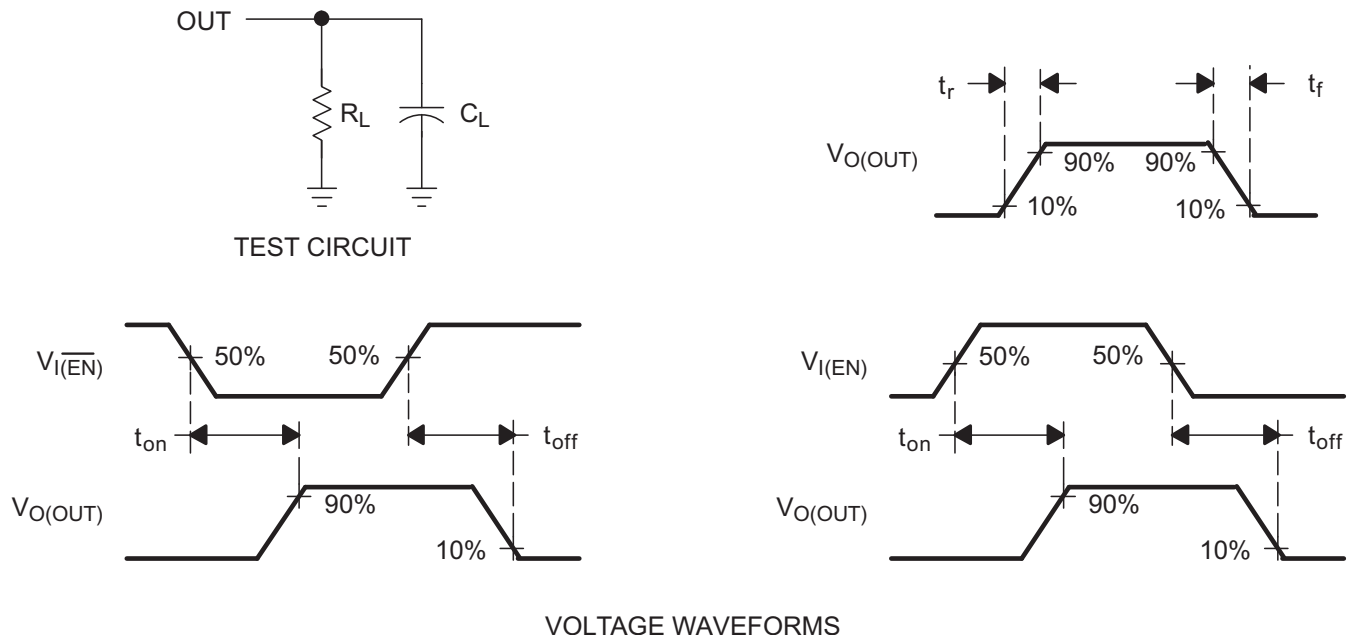 OUT
R_L
C_L
TEST CIRCUIT
t_r
t_f
V_O(OUT)
90%
90%
10%
10%
V_I(E̅N̅)
50%
50%
t_on
t_off
V_O(OUT)
90%
10%
V_I(EN)
50%
50%
t_on
t_off
V_O(OUT)
90%
10%
VOLTAGE WAVEFORMS